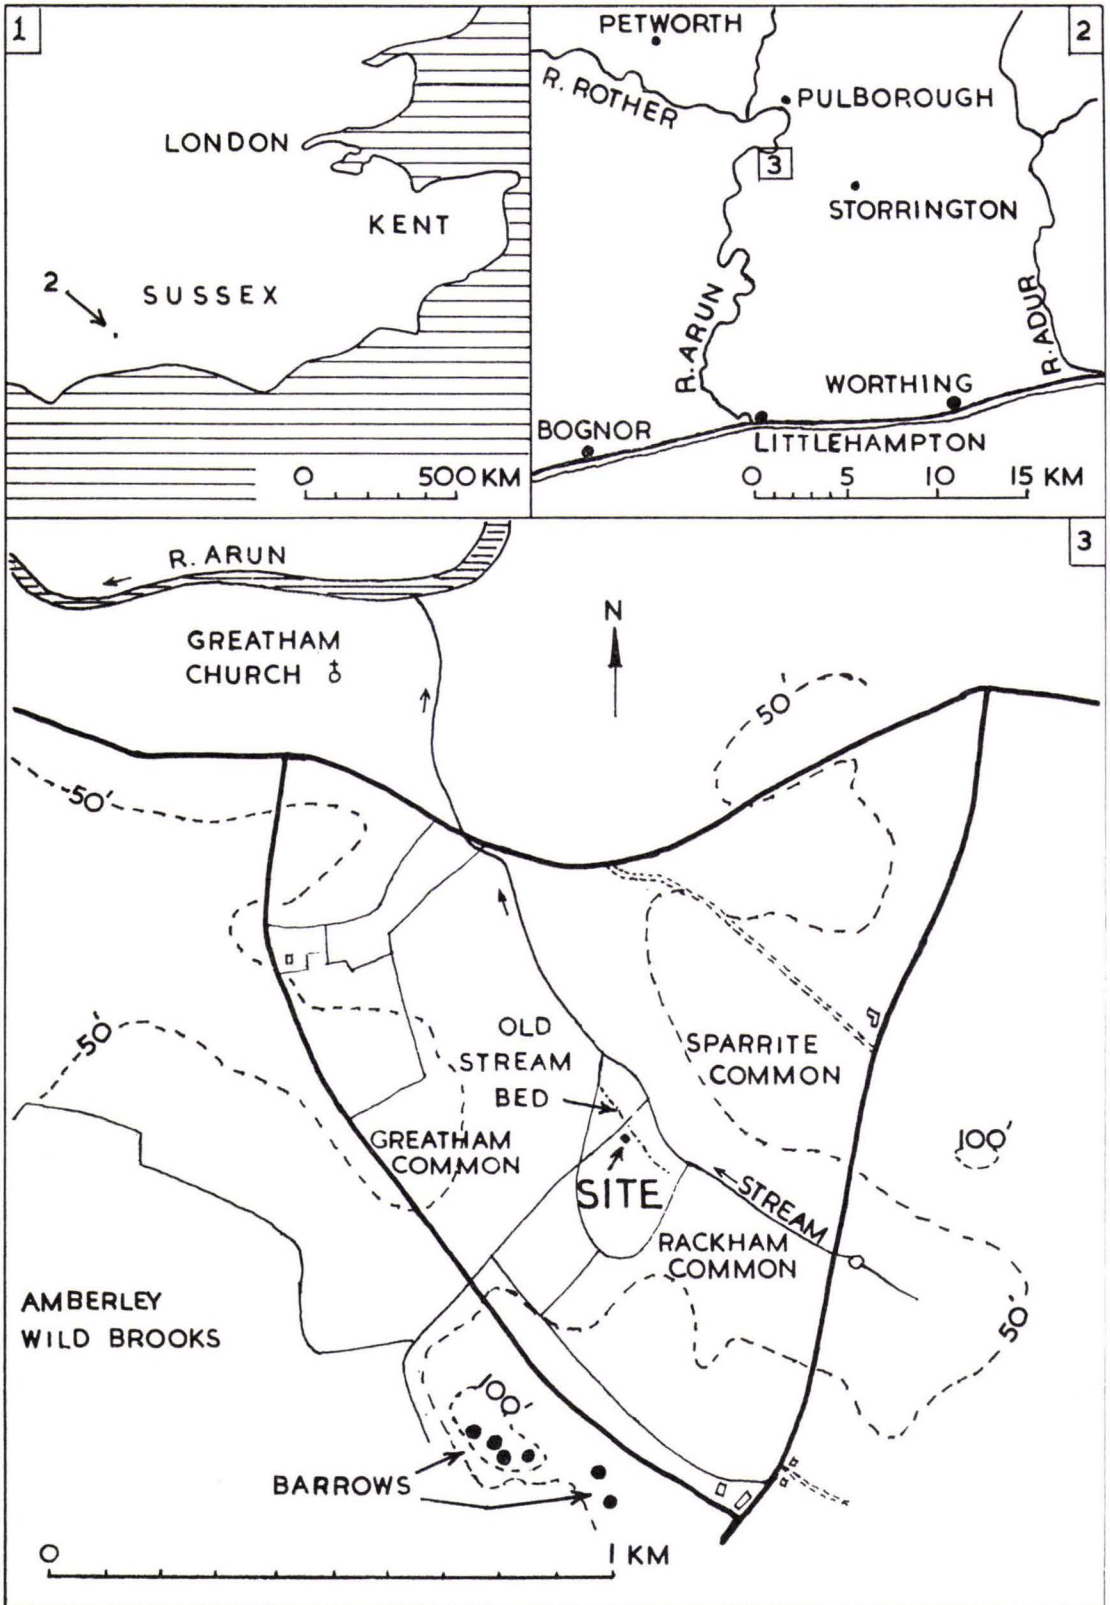 1
LONDON
KENT
2
SUSSEX
0 500 KM
2
PETWORTH
R. ROTHER
PULBOROUGH
3
STORRINGTON
R. ARUN
R. ADUR
WORTHING
BOGNOR
LITTLEHAMPTON
0 5 10 15 KM
3
R. ARUN
N
GREATHAM
CHURCH
50'
50'
OLD
STREAM
BED
SPARRITE
COMMON
50'
100'
GREATHAM
COMMON
SITE
STREAM
RACKHAM
COMMON
AMBERLEY
WILD BROOKS
50'
100'
BARROWS
0 1 KM